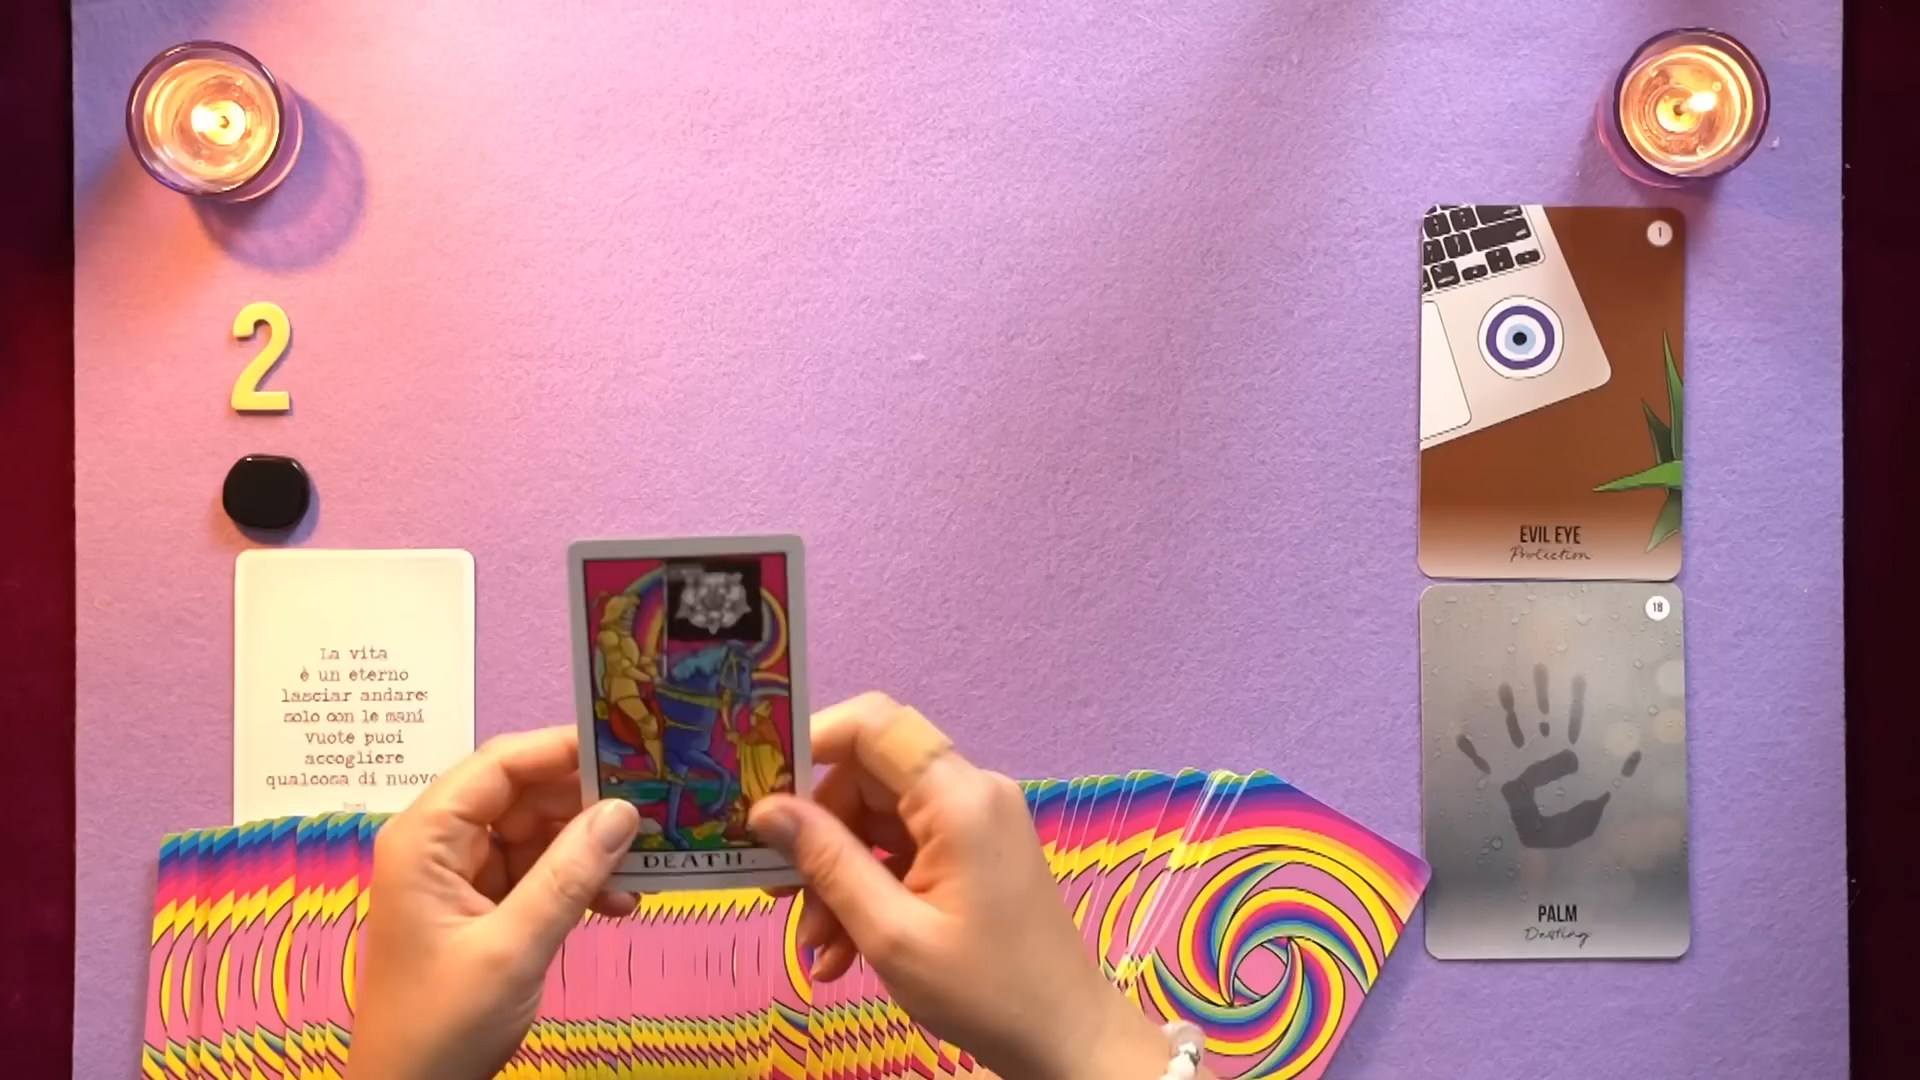 2
La vita
è un eterno
lasciar andare:
solo con le mani
vuote puoi
accogliere
qualcosa di nuovo
Rumi
DEATH.
1
EVIL EYE
Protection
18
PALM
Destiny